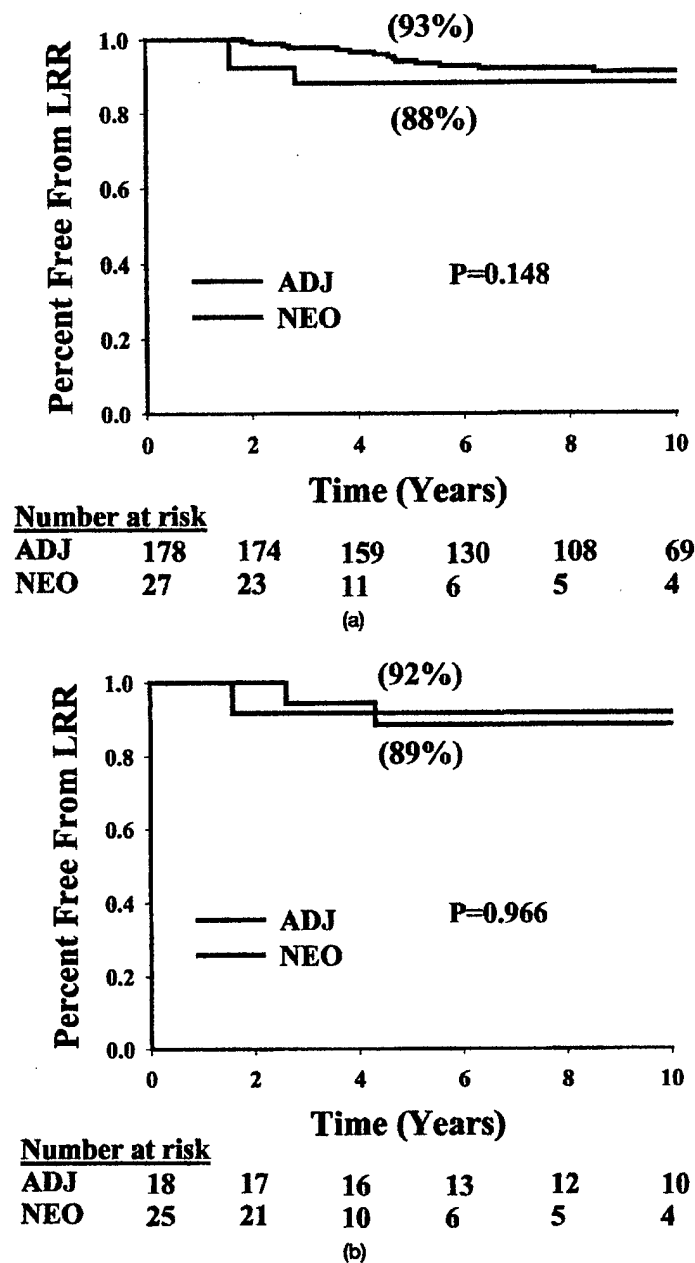 (93%)
1.0
0.8
(88%)
0.6
0.4
ADJ
P=0.148
NEO
0.2
0.0
Percent Free From LRR
0 2 4 6 8 10
Time (Years)
Number at risk
ADJ 178 174 159 130 108 69
NEO 27 23 11 6 5 4
(a)
(92%)
1.0
(89%)
0.8
0.6
0.4
ADJ
P=0.966
NEO
0.2
0.0
Percent Free From LRR
0 2 4 6 8 10
Time (Years)
Number at risk
ADJ 18 17 16 13 12 10
NEO 25 21 10 6 5 4
(b)